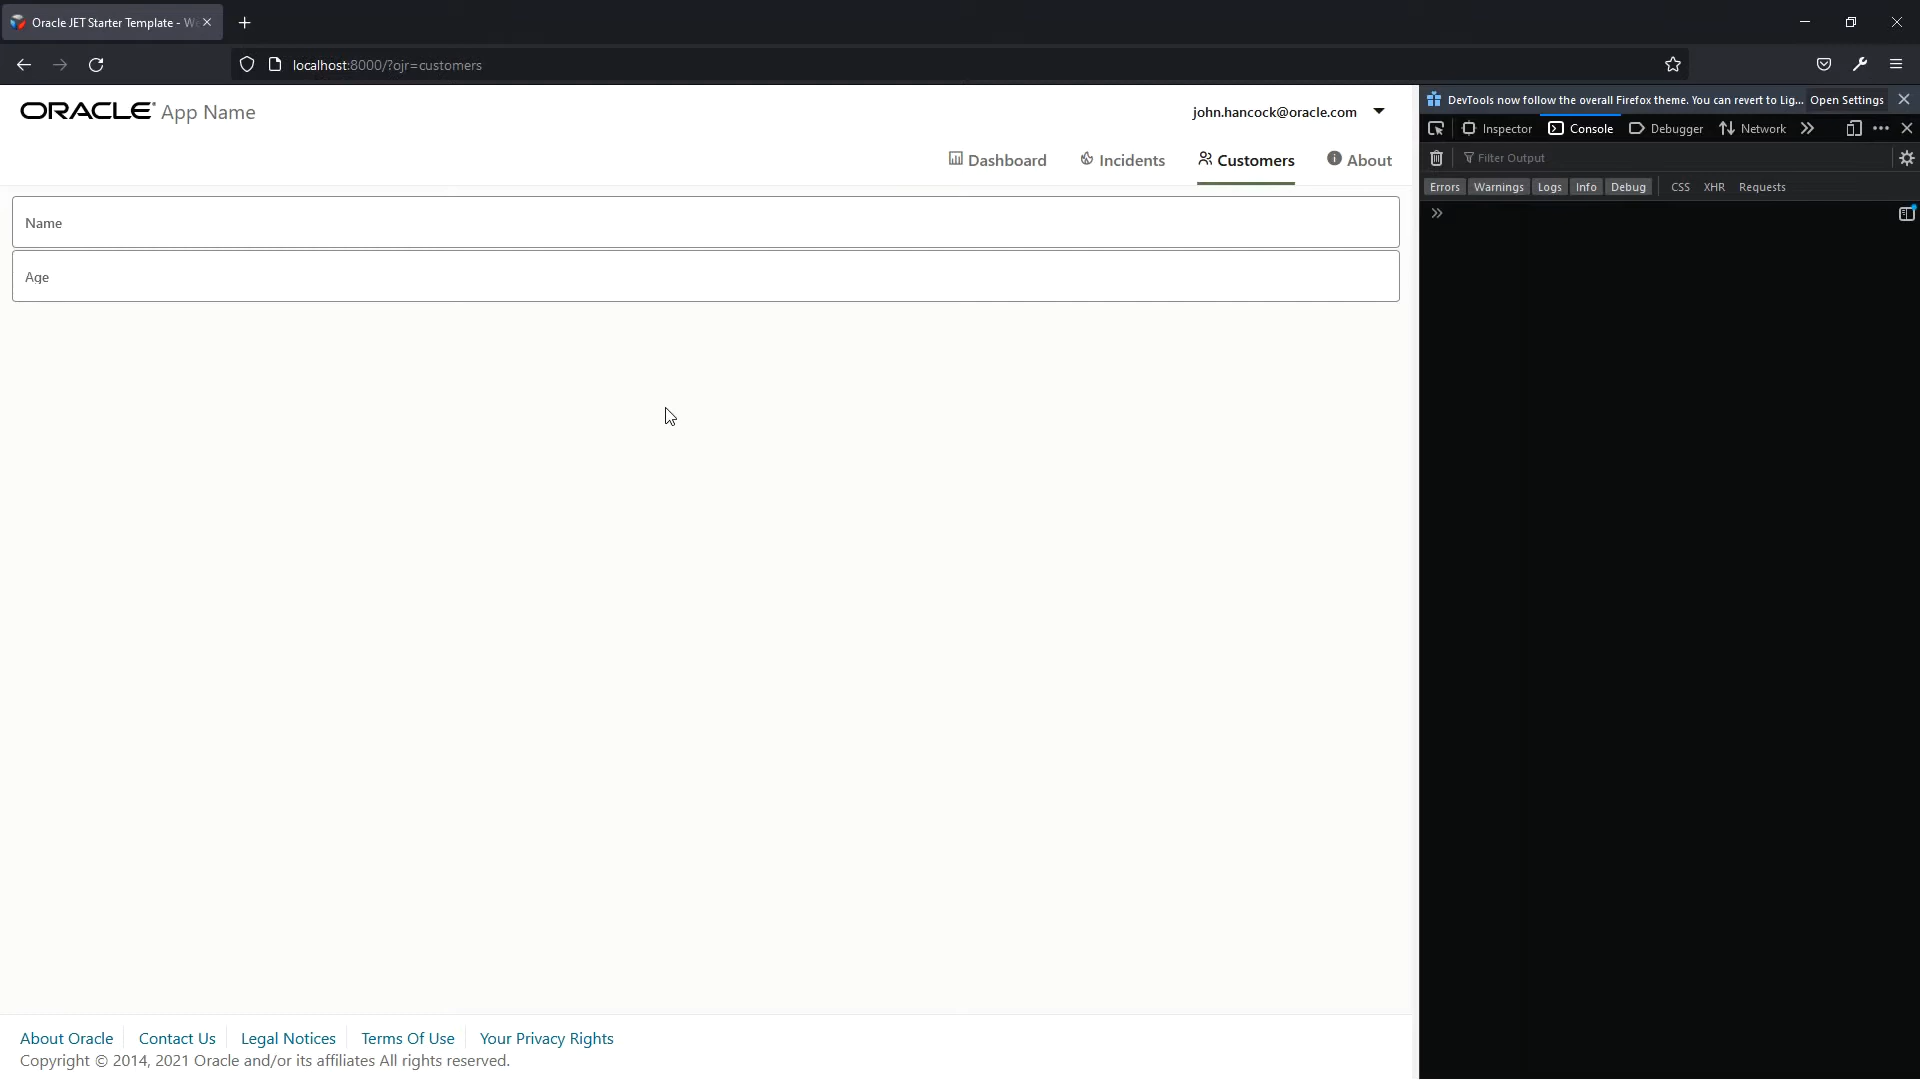 Oracle JET Starter Template - We
localhost:8000/?ojr=customers
ORACLE® App Name
john.hancock@oracle.com
Dashboard
Incidents
Customers
About
Name
Age
About Oracle
Contact Us
Legal Notices
Terms Of Use
Your Privacy Rights
Copyright © 2014, 2021 Oracle and/or its affiliates All rights reserved.
DevTools now follow the overall Firefox theme. You can revert to Lig... Open Settings
Inspector
Console
Debugger
Network
Filter Output
Errors
Warnings
Logs
Info
Debug
CSS
XHR
Requests